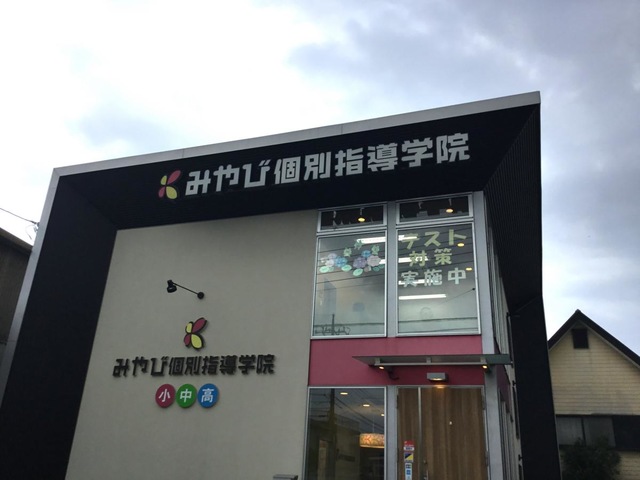 みやび個別指導学院
テスト
対策
実施中
みやび個別指導学院
小中高